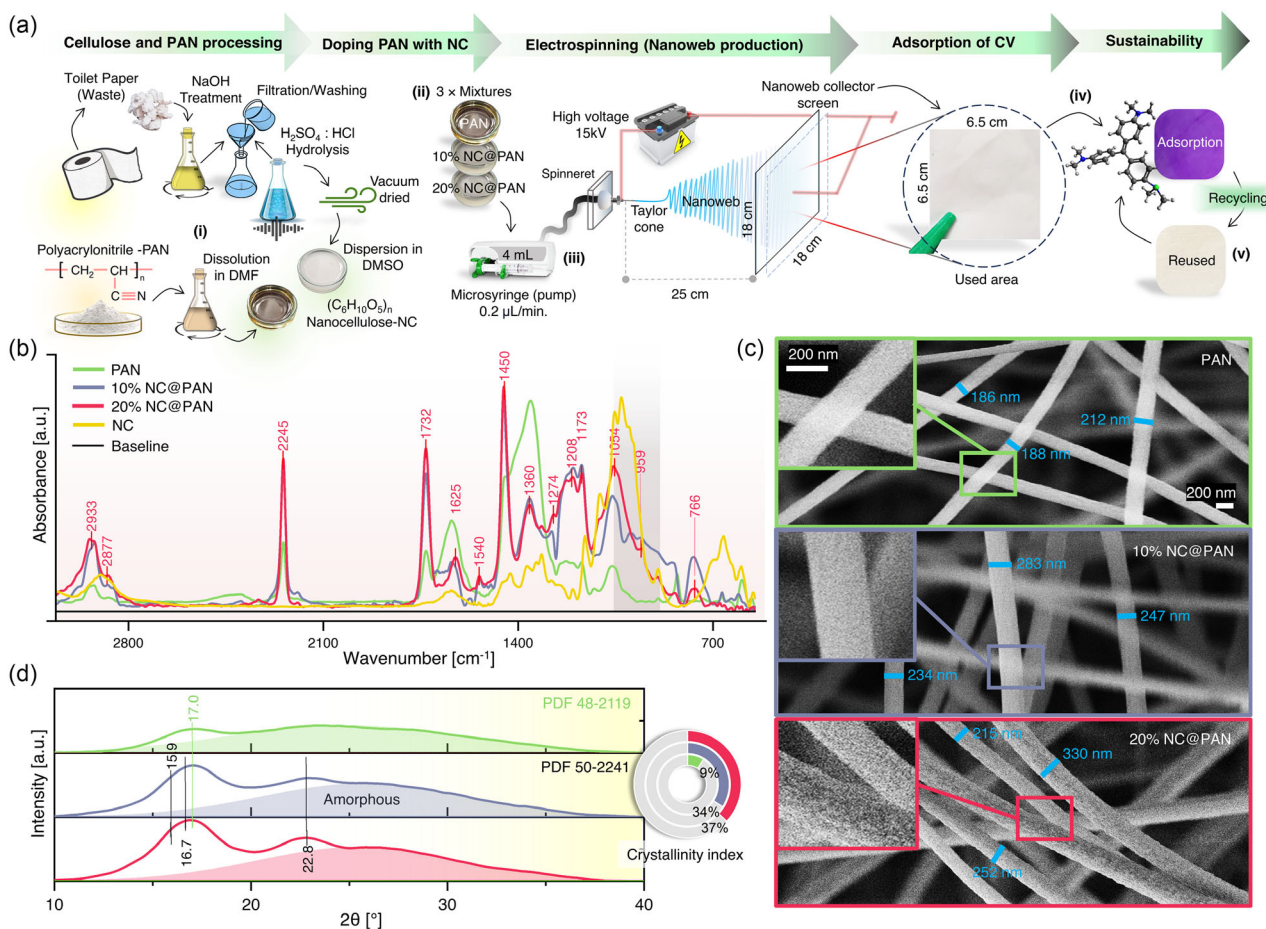 (a)
Cellulose and PAN processing
Doping PAN with NC
Electrospinning (Nanoweb production)
Adsorption of CV
Sustainability
Toilet Paper
(Waste)
NaOH
Treatment
Filtration/Washing
H₂SO₄ : HCl
Hydrolysis
Vacuum
dried
(i)
Polyacrylonitrile -PAN
CH₂
CH
n
C≡N
Dissolution
in DMF
Dispersion in
DMSO
(C₆H₁₀O₅)n
Nanocellulose-NC
(ii)
3 × Mixtures
PAN
10% NC@PAN
20% NC@PAN
4 mL
(iii)
Microsyringe (pump)
0.2 µL/min.
Spinneret
High voltage
15kV
Taylor
cone
Nanoweb
18 cm
18 cm
25 cm
Nanoweb collector
screen
6.5 cm
6.5 cm
Used area
(iv)
Adsorption
Recycling
Reused
(v)
(b)
PAN
10% NC@PAN
20% NC@PAN
NC
Baseline
Absorbance [a.u.]
2933
2877
2245
1732
1625
1540
1450
1360
1274
1208
1173
1054
959
766
2800
2100
1400
700
Wavenumber [cm⁻¹]
(c)
200 nm
PAN
186 nm
212 nm
188 nm
200 nm
10% NC@PAN
283 nm
247 nm
234 nm
20% NC@PAN
215 nm
330 nm
252 nm
(d)
Intensity [a.u.]
17.0
PDF 48-2119
15.9
PDF 50-2241
Amorphous
16.7
22.8
9%
34%
37%
Crystallinity index
10
20
30
40
2θ [°]